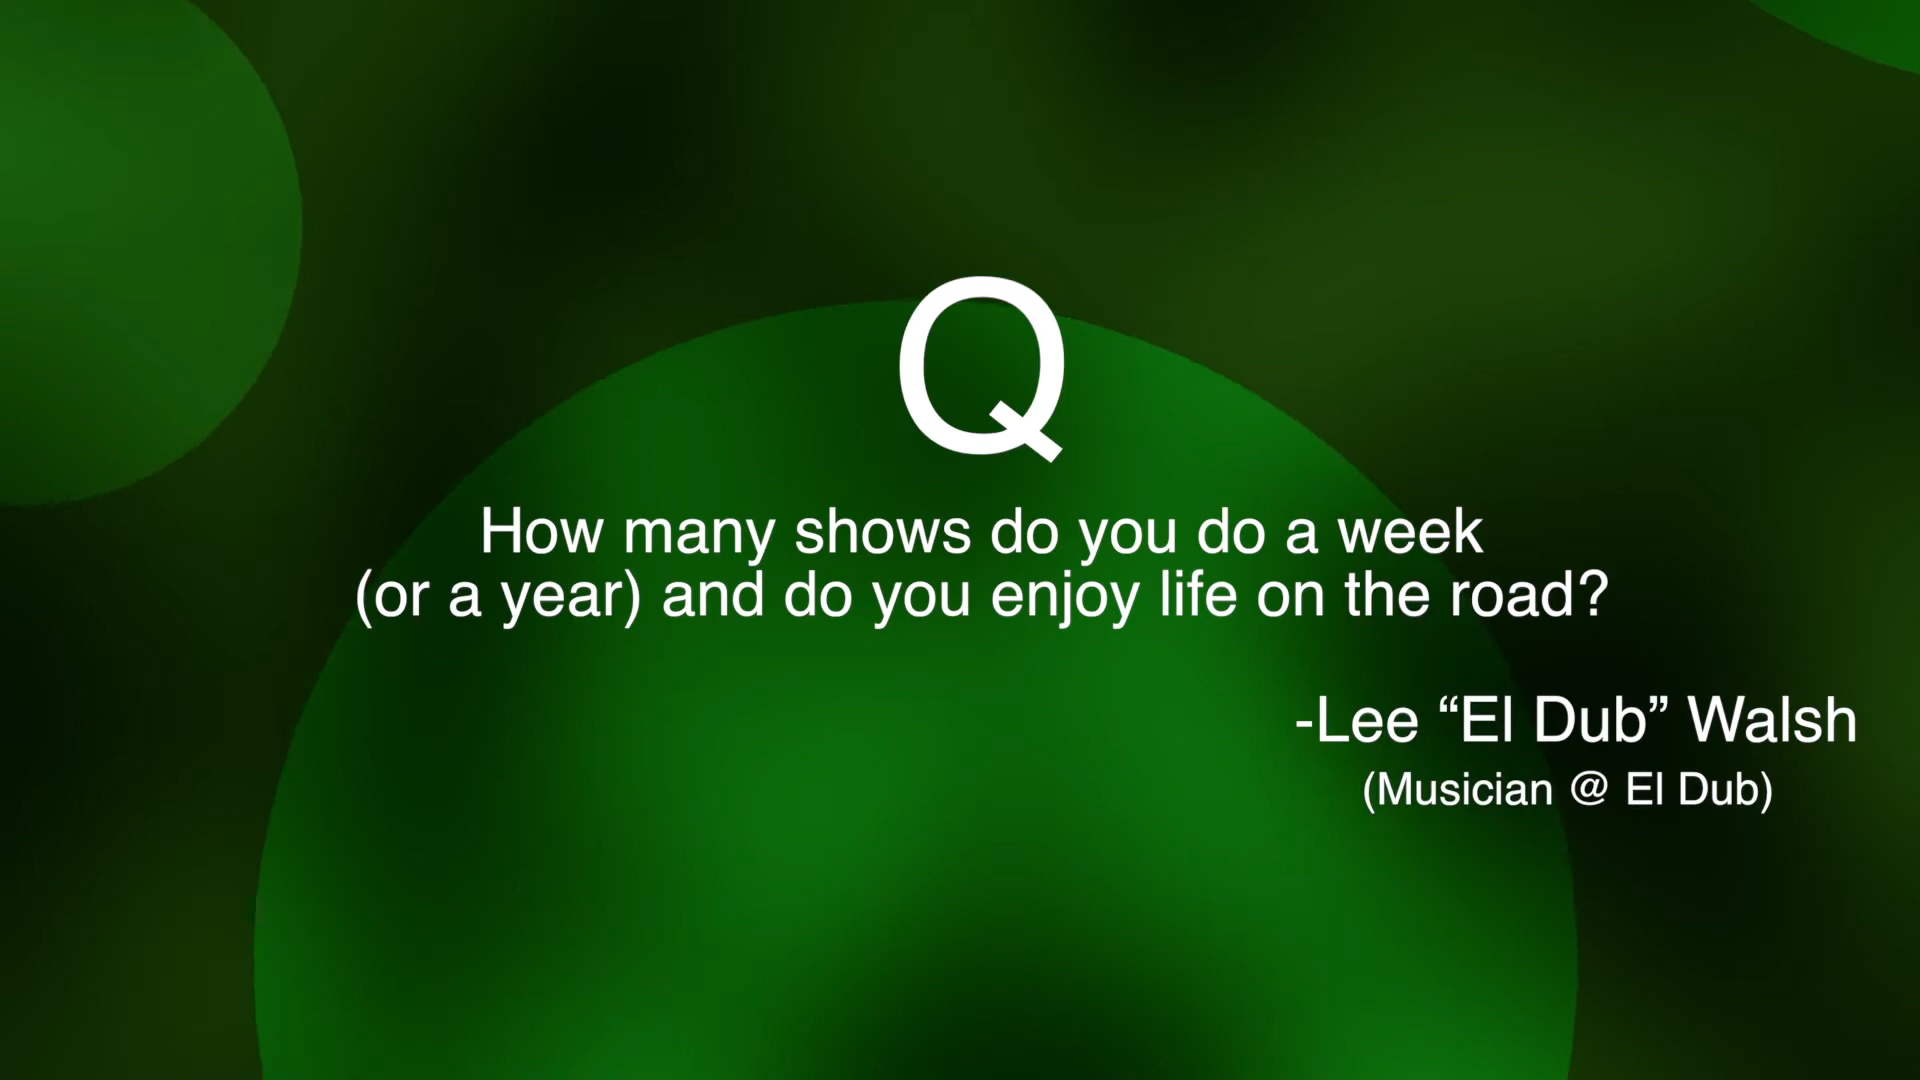 Q
How many shows do you do a week
(or a year) and do you enjoy life on the road?
-Lee “El Dub” Walsh
(Musician @ El Dub)